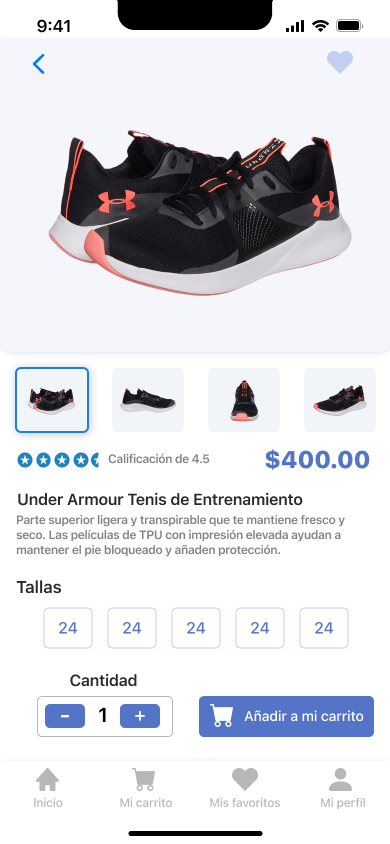 9:41
Calificación de 4.5
$400.00
Under Armour Tenis de Entrenamiento
Parte superior ligera y transpirable que te mantiene fresco y
seco. Las películas de TPU con impresión elevada ayudan a
mantener el pie bloqueado y añaden protección.
Tallas
24 24 24 24 24
Cantidad
- 1 +
Añadir a mi carrito
Inicio Mi carrito Mis favoritos Mi perfil